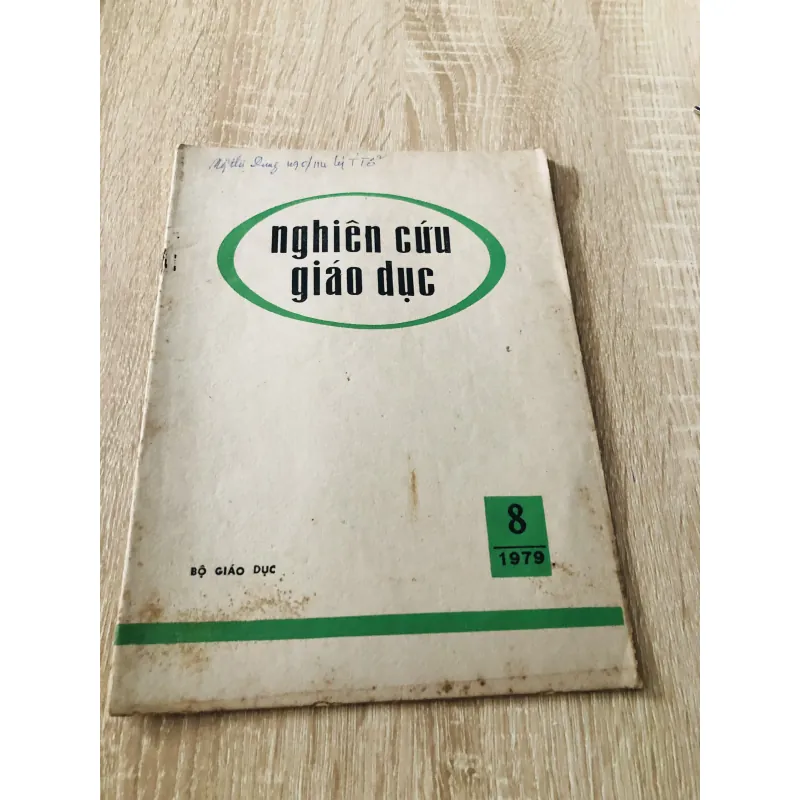 nghiên cứu
giáo dục
8
1979
BỘ GIÁO DỤC